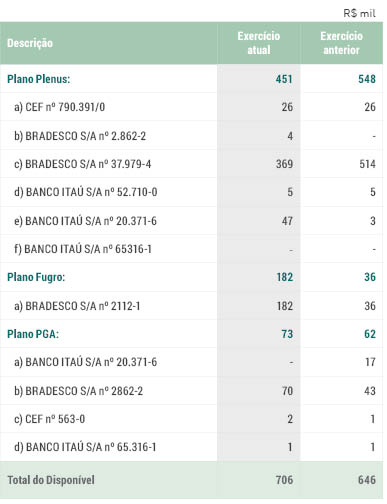 R$ mil
Descrição Exercício atual Exercício anterior
Plano Plenus: 451 548
a) CEF nº 790.391/0 26 26
b) BRADESCO S/A nº 2.862-2 4 -
c) BRADESCO S/A nº 37.979-4 369 514
d) BANCO ITAÚ S/A nº 52.710-0 5 5
e) BANCO ITAÚ S/A nº 20.371-6 47 3
f) BANCO ITAÚ S/A nº 65316-1 - -
Plano Fugro: 182 36
a) BRADESCO S/A nº 2112-1 182 36
Plano PGA: 73 62
a) BANCO ITAÚ S/A nº 20.371-6 - 17
b) BRADESCO S/A nº 2862-2 70 43
c) CEF nº 563-0 2 1
d) BANCO ITAÚ S/A nº 65.316-1 1 1
Total do Disponível 706 646